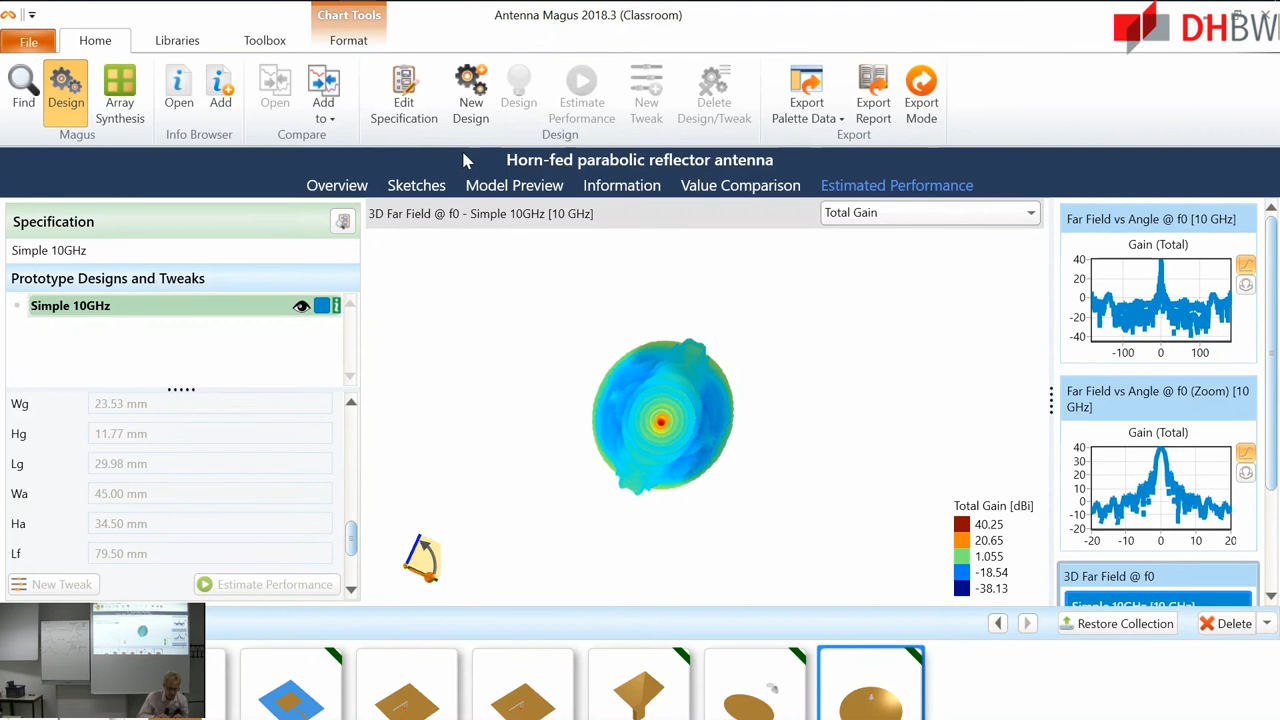 Antenna Magus 2018.3 (Classroom)
Chart Tools
DHBW
File
Home
Libraries
Toolbox
Format
Find
Design
Array Synthesis
Open
Add
Open
Add to
Edit Specification
New Design
Design
Estimate Performance
New Tweak
Delete Design/Tweak
Export Palette Data
Export Report
Export Mode
Magus
Info Browser
Compare
Design
Export
Horn-fed parabolic reflector antenna
Overview
Sketches
Model Preview
Information
Value Comparison
Estimated Performance
Specification
Simple 10GHz
Prototype Designs and Tweaks
Simple 10GHz
Wg 23.53 mm
Hg 11.77 mm
Lg 29.98 mm
Wa 45.00 mm
Ha 34.50 mm
Lf 79.50 mm
New Tweak
Estimate Performance
3D Far Field @ f0 - Simple 10GHz [10 GHz]
Total Gain
Total Gain [dBi]
40.25
20.65
1.055
-18.54
-38.13
Far Field vs Angle @ f0 [10 GHz]
Gain (Total)
40
20
0
-20
-40
-100 0 100
Far Field vs Angle @ f0 (Zoom) [10
GHz]
Gain (Total)
40
30
20
10
0
-10
-20
-20 -10 0 10 20
3D Far Field @ f0
Simple 10GHz [10 GHz]
Restore Collection
Delete